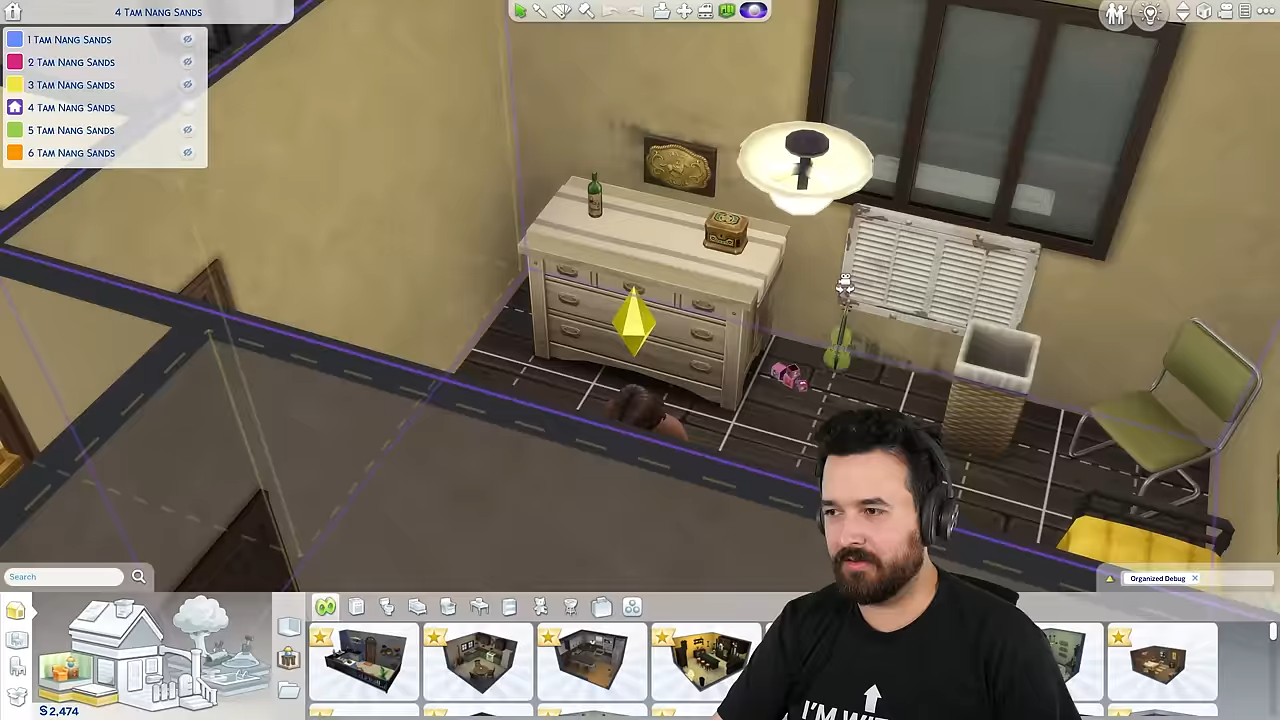 4 TAM NANG SANDS
1 TAM NANG SANDS
2 TAM NANG SANDS
3 TAM NANG SANDS
4 TAM NANG SANDS
5 TAM NANG SANDS
6 TAM NANG SANDS
Search
Organized Debug
$2,474
I'M WI